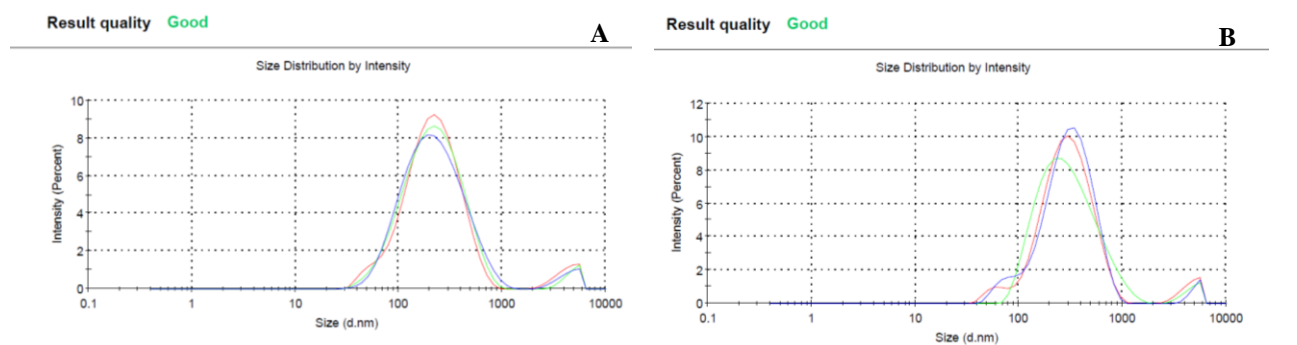 Result quality Good
A
Size Distribution by Intensity
Intensity (Percent)
10
8
6
4
2
0
0.1 1 10 100 1000 10000
Size (d.nm)
Result quality Good
B
Size Distribution by Intensity
Intensity (Percent)
12
10
8
6
4
2
0
0.1 1 10 100 1000 10000
Size (d.nm)